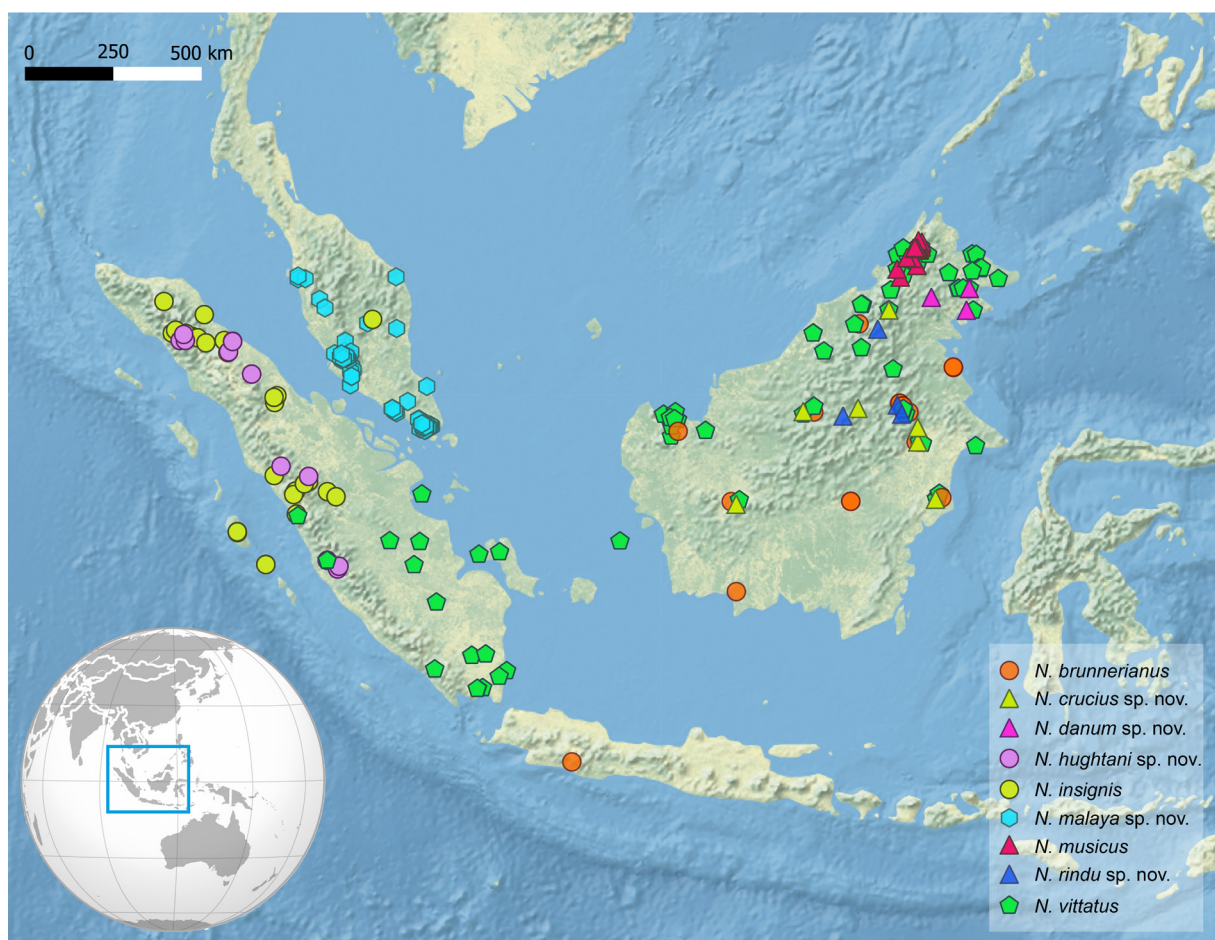 0 250 500 km
N. brunnerianus
N. crucius sp. nov.
N. danum sp. nov.
N. hughtani sp. nov.
N. insignis
N. malaya sp. nov.
N. musicus
N. rindu sp. nov.
N. vittatus